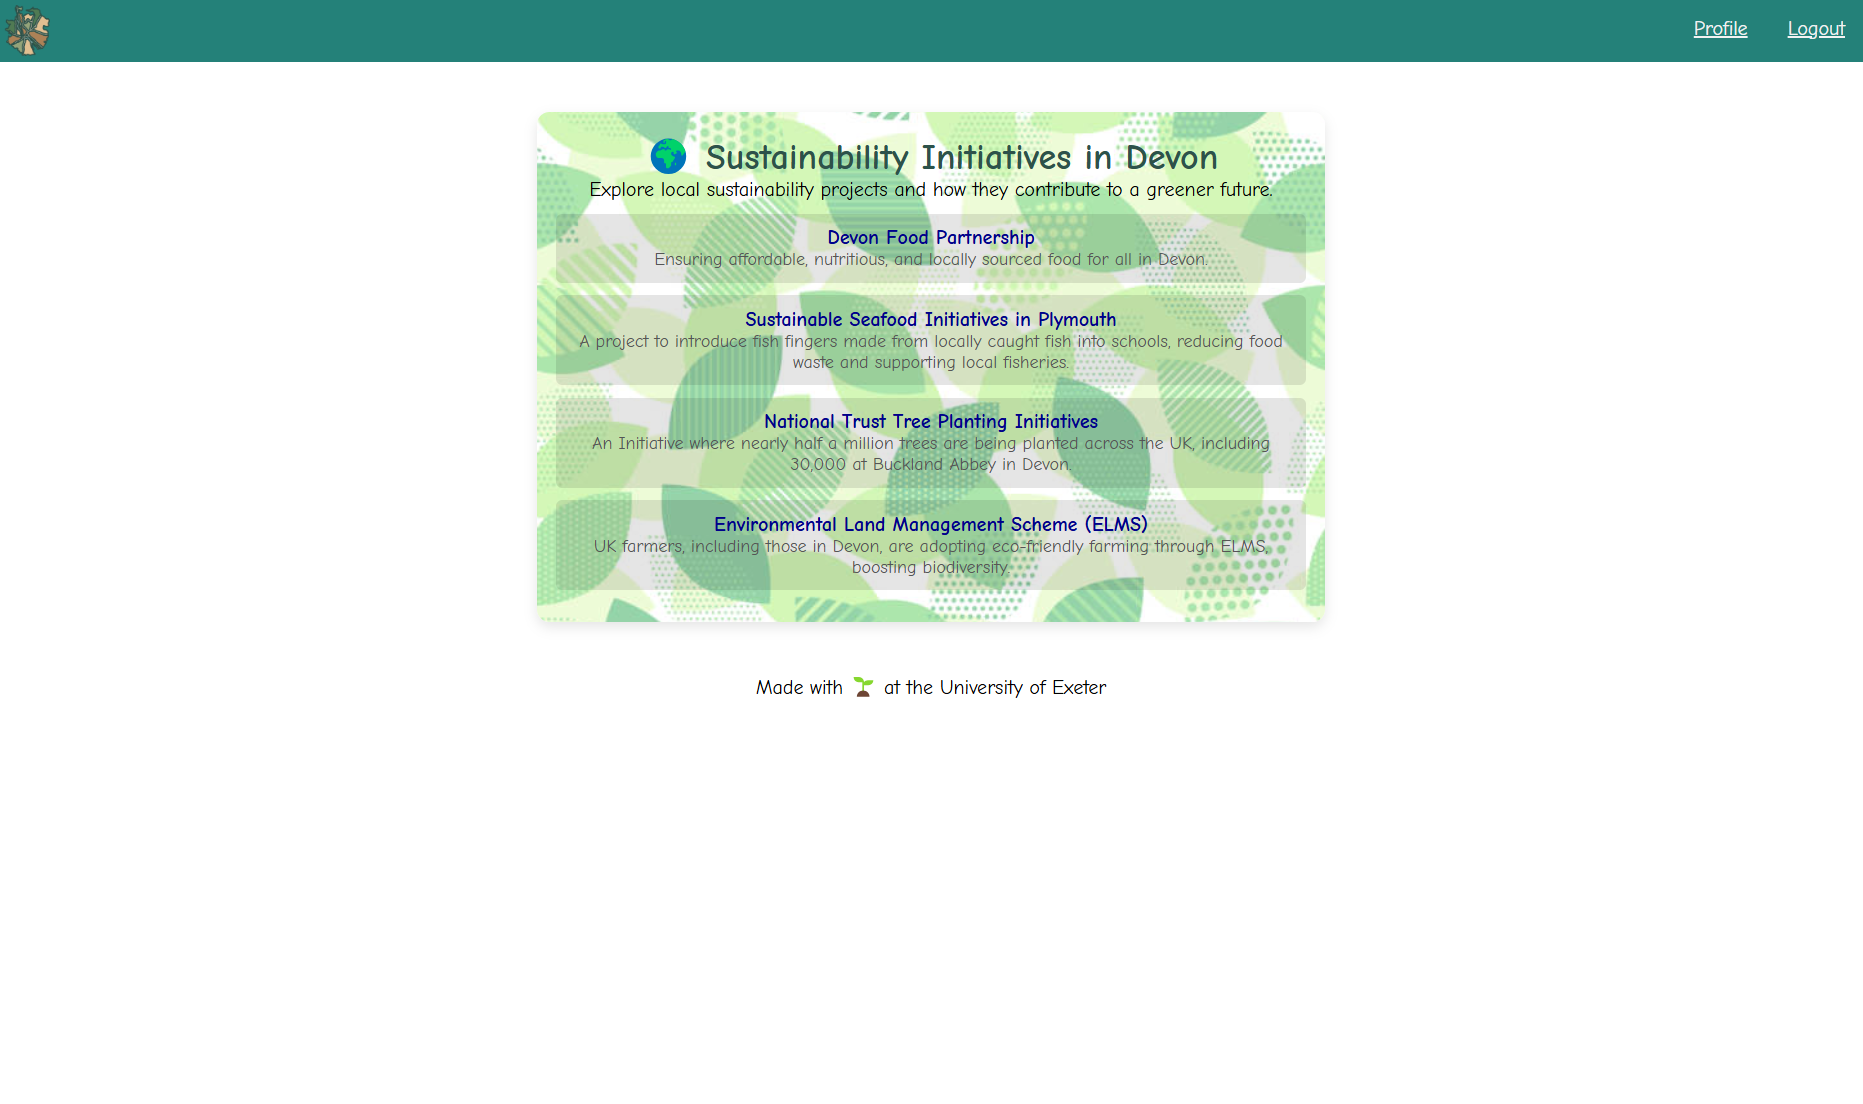 Profile Logout
🌍 Sustainability Initiatives in Devon
Explore local sustainability projects and how they contribute to a greener future.
Devon Food Partnership
Ensuring affordable, nutritious, and locally sourced food for all in Devon.
Sustainable Seafood Initiatives in Plymouth
A project to introduce fish fingers made from locally caught fish into schools, reducing food
waste and supporting local fisheries.
National Trust Tree Planting Initiatives
An Initiative where nearly half a million trees are being planted across the UK, including
30,000 at Buckland Abbey in Devon.
Environmental Land Management Scheme (ELMS)
UK farmers, including those in Devon, are adopting eco-friendly farming through ELMS,
boosting biodiversity.
Made with 🌱 at the University of Exeter